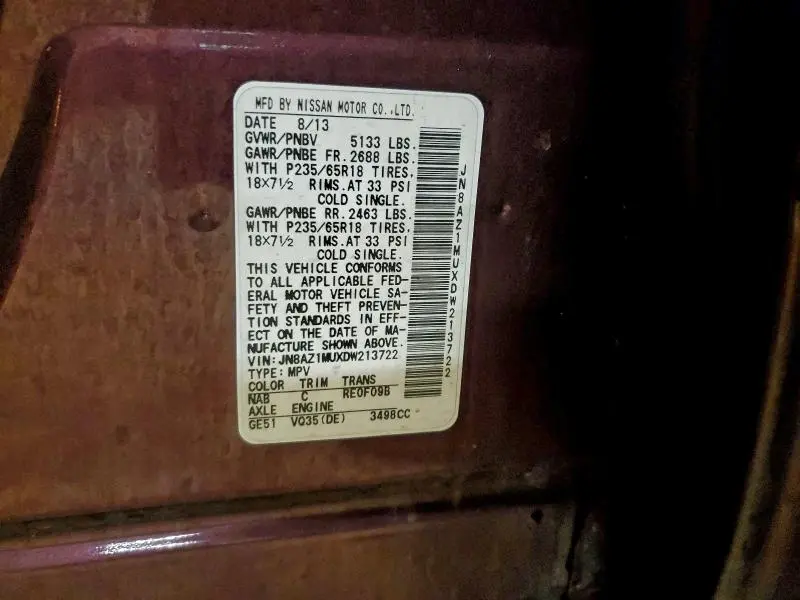 MFD BY NISSAN MOTOR CO.,LTD.
DATE 8/13
GVWR/PNBV 5133 LBS.
GAWR/PNBE FR.2688 LBS.
WITH P235/65R18 TIRES,
18X7½ RIMS.AT 33 PSI
COLD SINGLE.
GAWR/PNBE RR.2463 LBS.
WITH P235/65R18 TIRES,
18X7½ RIMS.AT 33 PSI
COLD SINGLE.
THIS VEHICLE CONFORMS
TO ALL APPLICABLE FED-
ERAL MOTOR VEHICLE SA-
FETY AND THEFT PREVEN-
TION STANDARDS IN EFF-
ECT ON THE DATE OF MA-
NUFACTURE SHOWN ABOVE.
VIN:JN8AZ1MUXDW213722
TYPE:MPV
COLOR TRIM TRANS
NAB C RE0F09B
AXLE ENGINE
GE51 VQ35(DE) 3498CC
JN8AZ1MUXDW213722